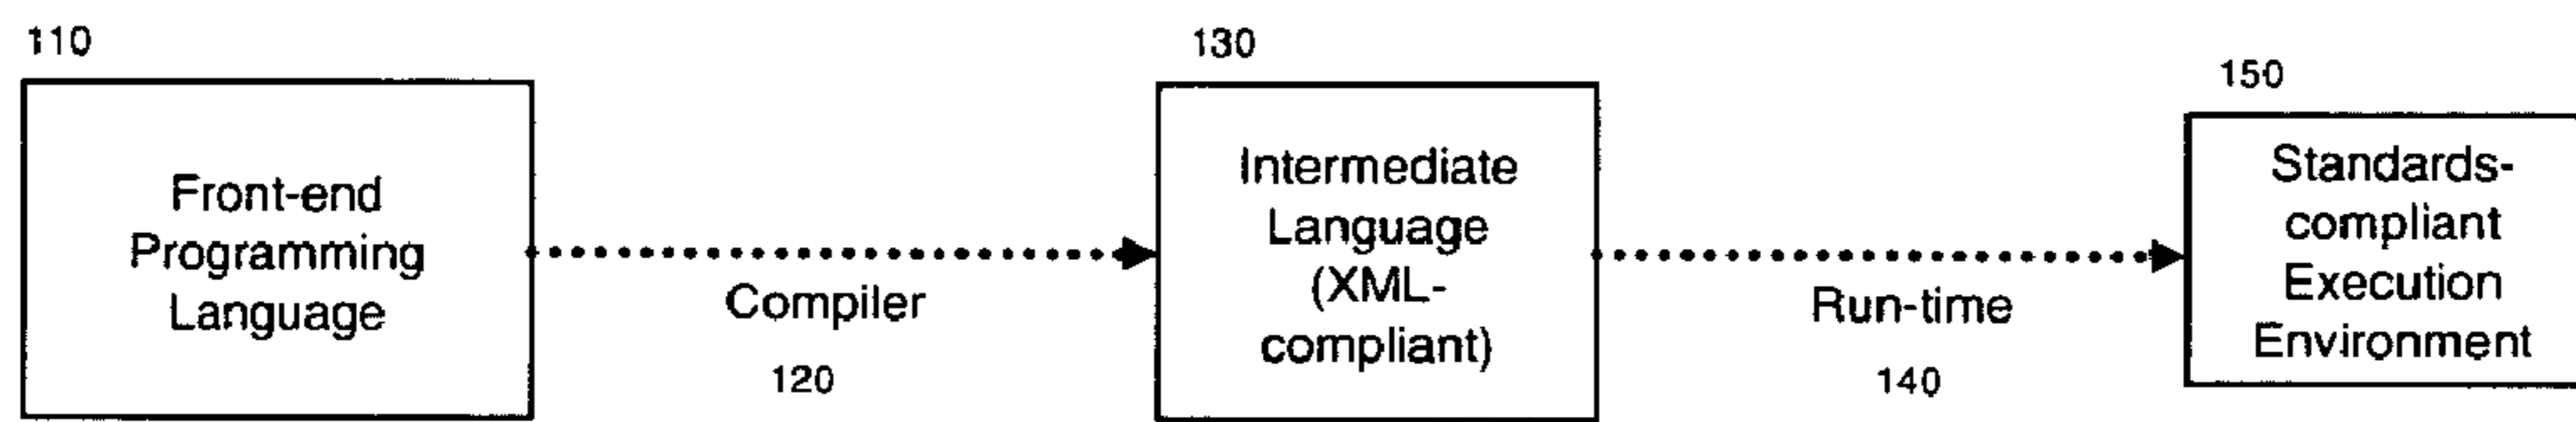 110
Front-end
Programming
Language
Compiler
120
130
Intermediate
Language
(XML-
compliant)
Run-time
140
150
Standards-
compliant
Execution
Environment